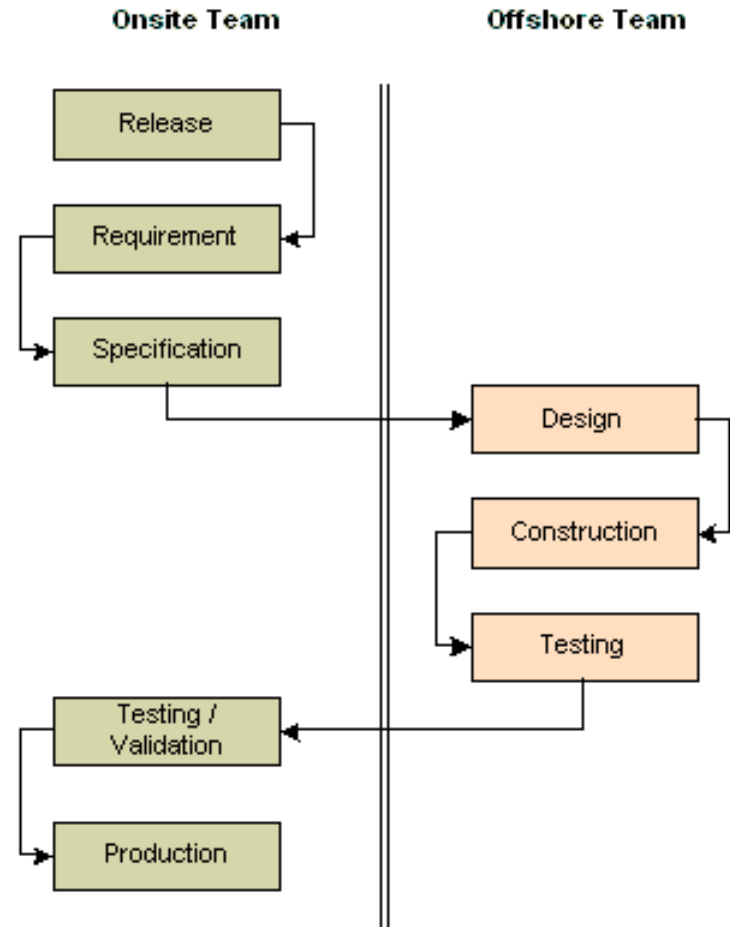 Onsite Team
Offshore Team
Release
Requirement
Specification
Design
Construction
Testing
Testing /
Validation
Production